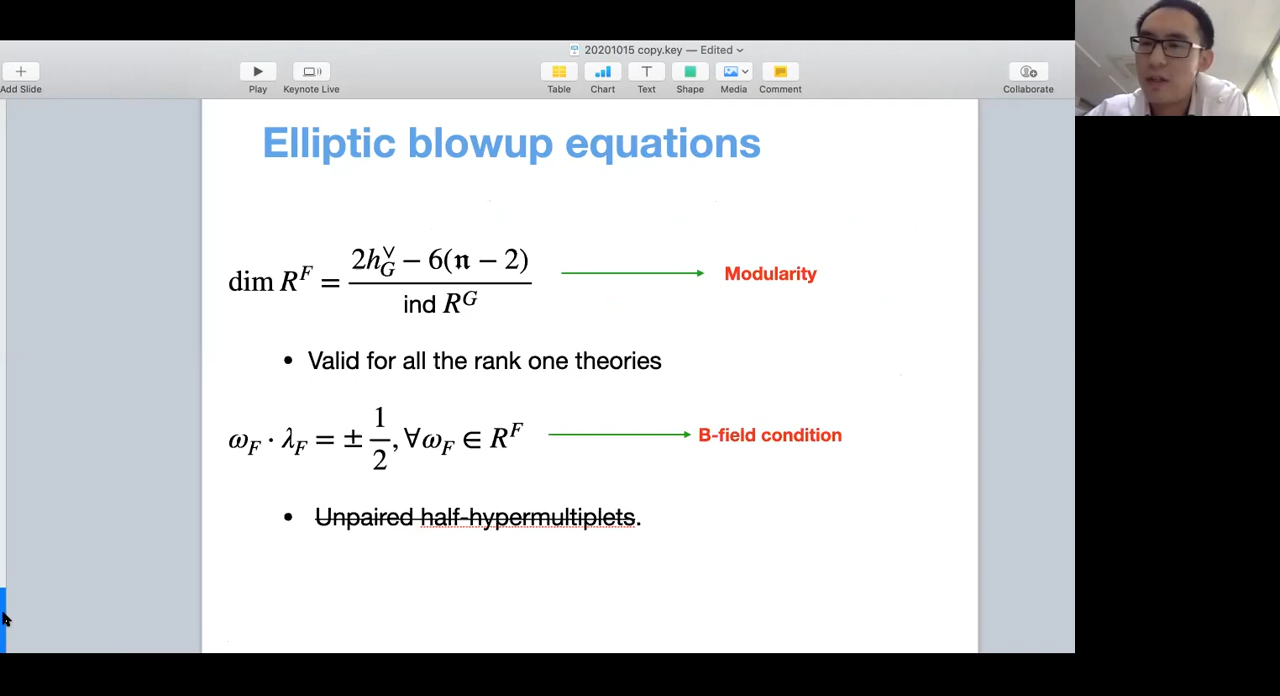 20201015 copy.key — Edited
Add Slide
Play
Keynote Live
Table
Chart
Text
Shape
Media
Comment
Collaborate
Elliptic blowup equations
dim R^F = (2h_G^∨ − 6(𝔫 − 2)) / (ind R^G)
Modularity
• Valid for all the rank one theories
ω_F · λ_F = ± 1/2, ∀ω_F ∈ R^F
B-field condition
• Unpaired half-hypermultiplets.